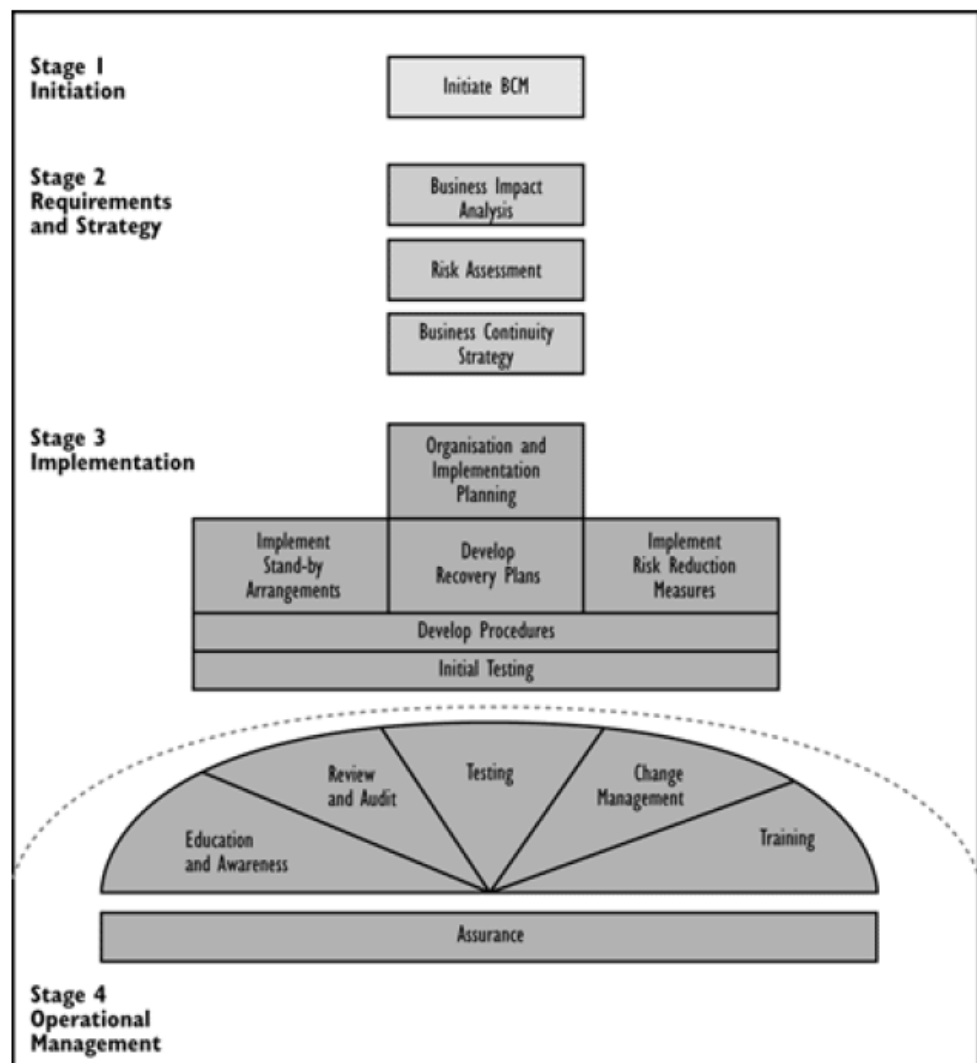 Stage 1
Initiation
Initiate BCM
Stage 2
Requirements
and Strategy
Business Impact
Analysis
Risk Assessment
Business Continuity
Strategy
Stage 3
Implementation
Organisation and
Implementation
Planning
Implement
Stand-by
Arrangements
Develop
Recovery Plans
Implement
Risk Reduction
Measures
Develop Procedures
Initial Testing
Education
and Awareness
Review
and Audit
Testing
Change
Management
Training
Assurance
Stage 4
Operational
Management